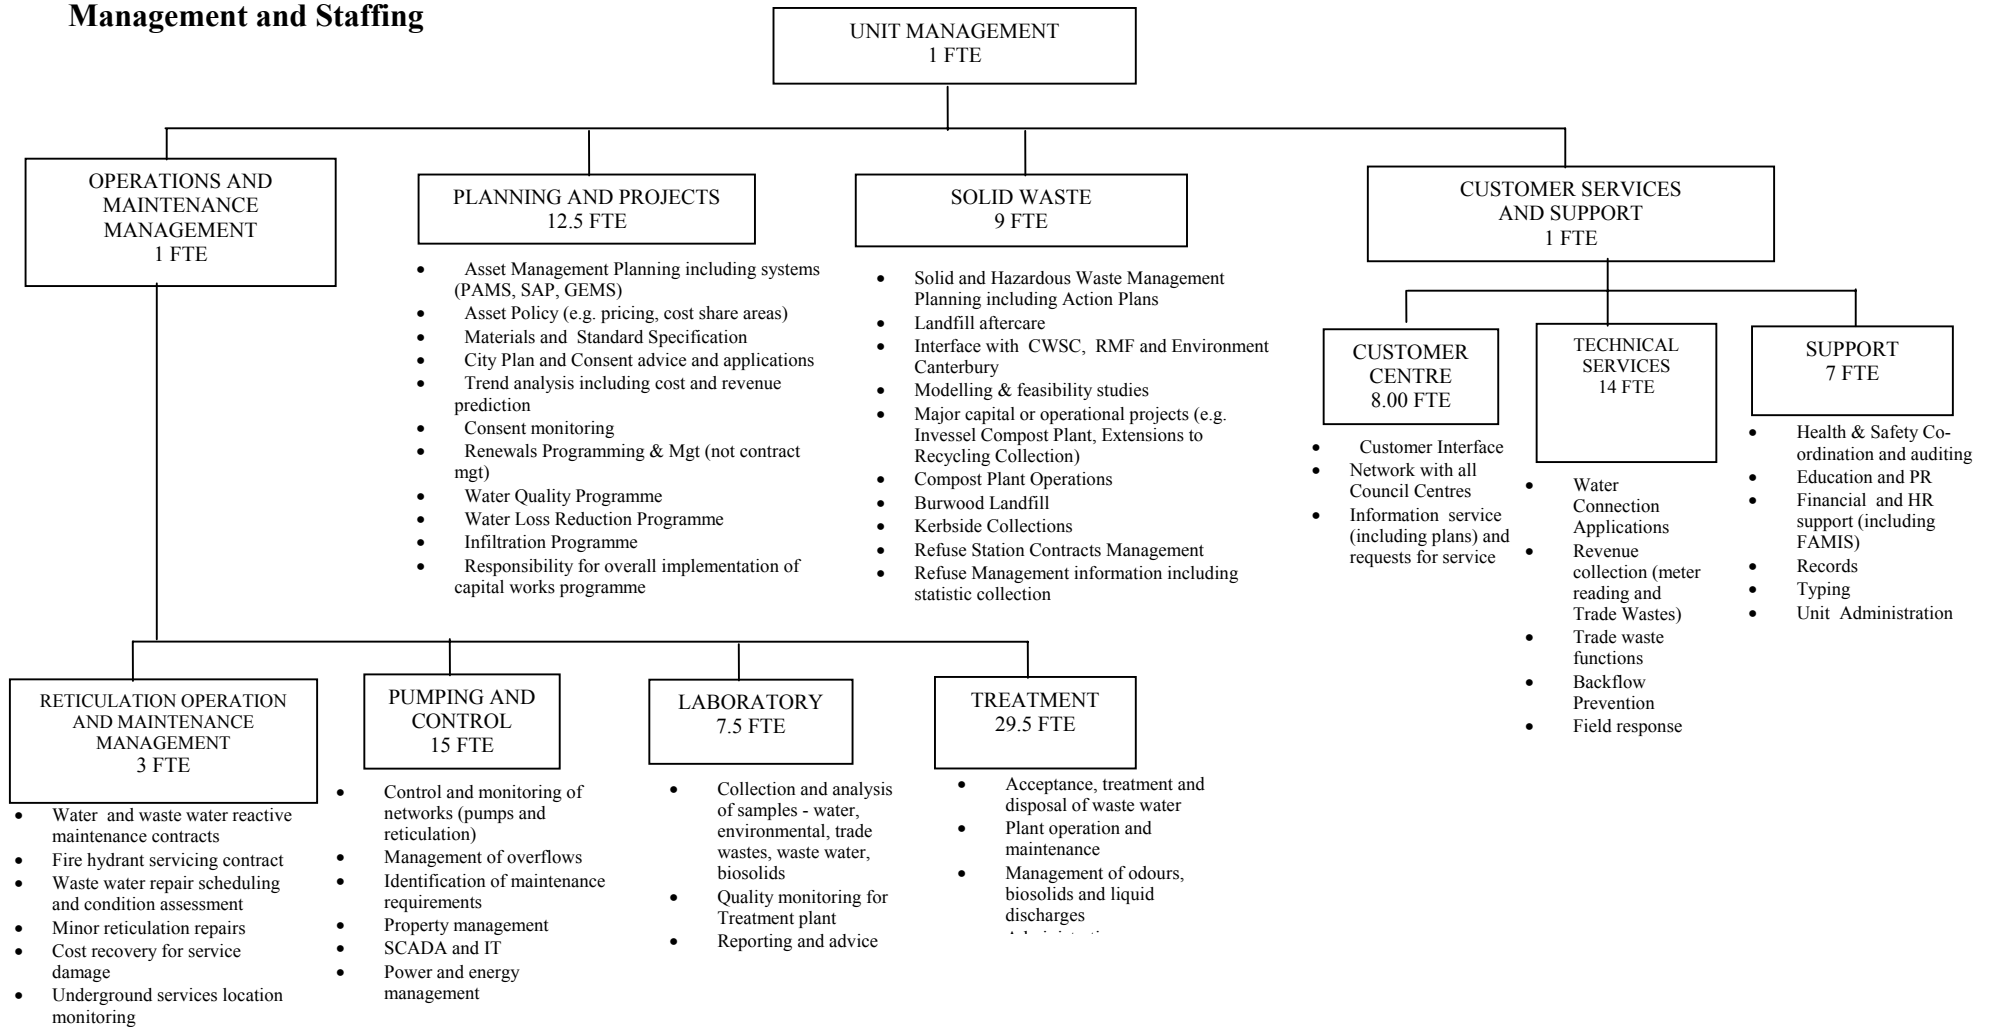 Management and Staffing
UNIT MANAGEMENT
1 FTE
OPERATIONS AND
MAINTENANCE
MANAGEMENT
1 FTE
PLANNING AND PROJECTS
12.5 FTE
• Asset Management Planning including systems
(PAMS, SAP, GEMS)
• Asset Policy (e.g. pricing, cost share areas)
• Materials and Standard Specification
• City Plan and Consent advice and applications
• Trend analysis including cost and revenue
prediction
• Consent monitoring
• Renewals Programming & Mgt (not contract
mgt)
• Water Quality Programme
• Water Loss Reduction Programme
• Infiltration Programme
• Responsibility for overall implementation of
capital works programme
SOLID WASTE
9 FTE
• Solid and Hazardous Waste Management
Planning including Action Plans
• Landfill aftercare
• Interface with CWSC, RMF and Environment
Canterbury
• Modelling & feasibility studies
• Major capital or operational projects (e.g.
Invessel Compost Plant, Extensions to
Recycling Collection)
• Compost Plant Operations
• Burwood Landfill
• Kerbside Collections
• Refuse Station Contracts Management
• Refuse Management information including
statistic collection
CUSTOMER SERVICES
AND SUPPORT
1 FTE
CUSTOMER
CENTRE
8.00 FTE
• Customer Interface
• Network with all
Council Centres
• Information service
(including plans) and
requests for service
TECHNICAL
SERVICES
14 FTE
• Water
Connection
Applications
• Revenue
collection (meter
reading and
Trade Wastes)
• Trade waste
functions
• Backflow
Prevention
• Field response
SUPPORT
7 FTE
• Health & Safety Co-
ordination and auditing
• Education and PR
• Financial and HR
support (including
FAMIS)
• Records
• Typing
• Unit Administration
RETICULATION OPERATION
AND MAINTENANCE
MANAGEMENT
3 FTE
• Water and waste water reactive
maintenance contracts
• Fire hydrant servicing contract
• Waste water repair scheduling
and condition assessment
• Minor reticulation repairs
• Cost recovery for service
damage
• Underground services location
monitoring
PUMPING AND
CONTROL
15 FTE
• Control and monitoring of
networks (pumps and
reticulation)
• Management of overflows
• Identification of maintenance
requirements
• Property management
• SCADA and IT
• Power and energy
management
LABORATORY
7.5 FTE
• Collection and analysis
of samples - water,
environmental, trade
wastes, waste water,
biosolids
• Quality monitoring for
Treatment plant
• Reporting and advice
TREATMENT
29.5 FTE
• Acceptance, treatment and
disposal of waste water
• Plant operation and
maintenance
• Management of odours,
biosolids and liquid
discharges